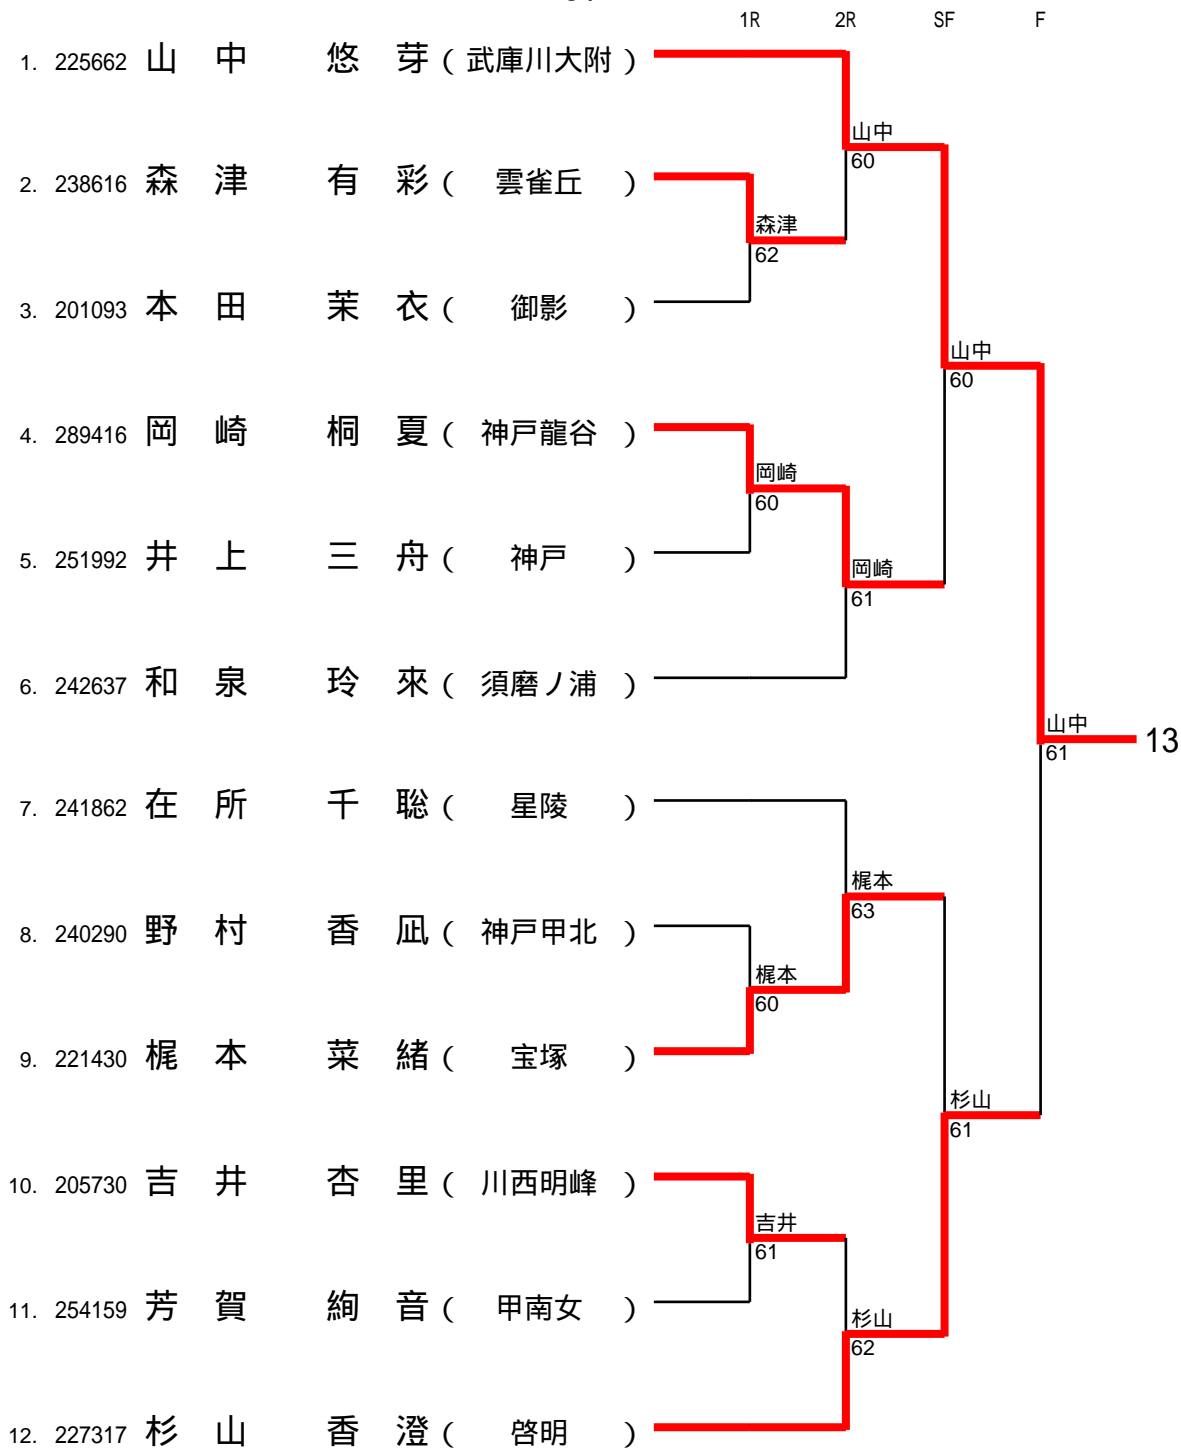 1R 2R SF F
1. 225662 山中 悠芽 ( 武庫川大附 )
山中
60
2. 238616 森津 有彩 ( 雲雀丘 )
森津
62
3. 201093 本田 茉衣 ( 御影 )
山中
60
4. 289416 岡崎 桐夏 ( 神戸龍谷 )
岡崎
60
5. 251992 井上 三舟 ( 神戸 )
岡崎
61
6. 242637 和泉 玲來 ( 須磨ノ浦 )
山中
61
13
7. 241862 在所 千聡 ( 星陵 )
梶本
63
8. 240290 野村 香凪 ( 神戸甲北 )
梶本
60
9. 221430 梶本 菜緒 ( 宝塚 )
杉山
61
10. 205730 吉井 杏里 ( 川西明峰 )
吉井
61
11. 254159 芳賀 絢音 ( 甲南女 )
杉山
62
12. 227317 杉山 香澄 ( 啓明 )